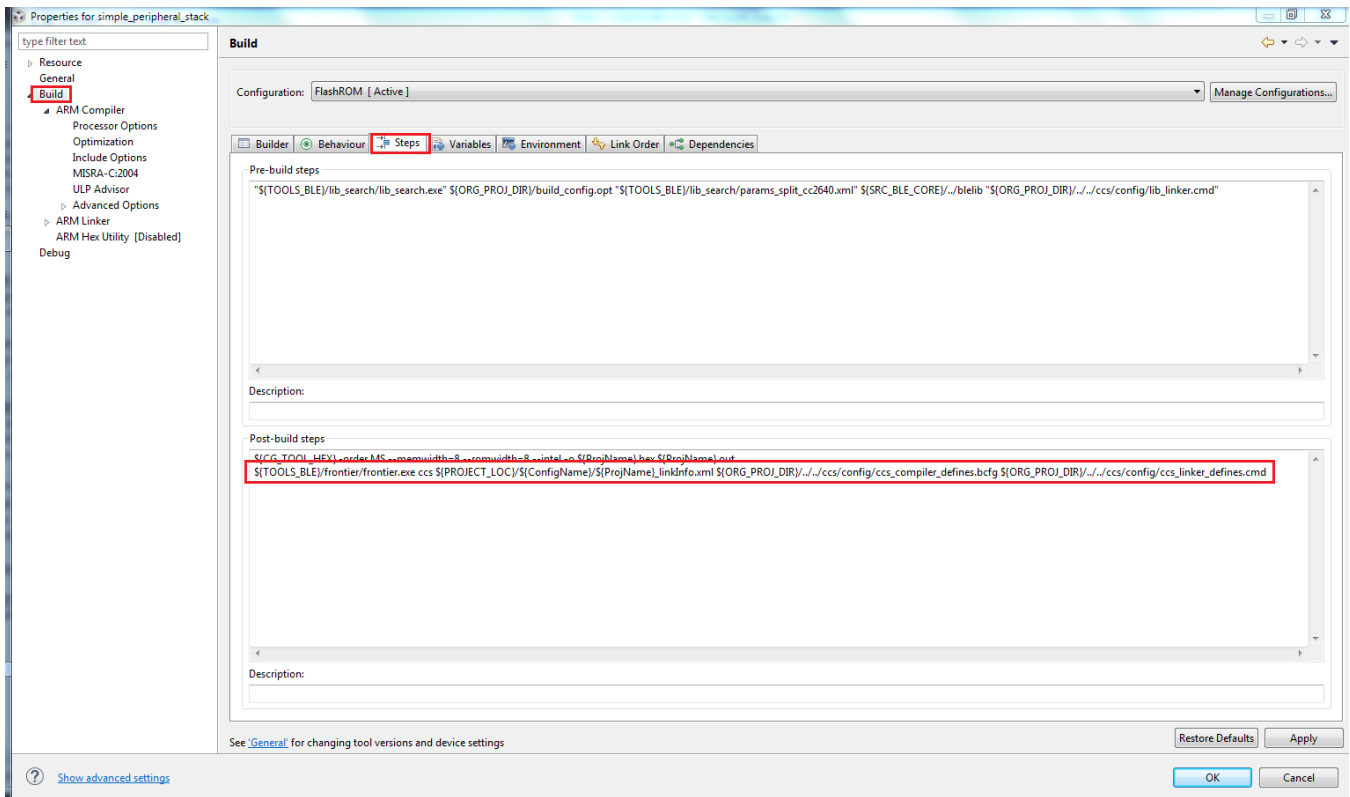 Properties for simple_peripheral_stack
type filter text
Resource
General
Build
ARM Compiler
Processor Options
Optimization
Include Options
MISRA-C:2004
ULP Advisor
Advanced Options
ARM Linker
ARM Hex Utility [Disabled]
Debug
Build
Configuration: FlashROM [ Active ] Manage Configurations...
Builder Behaviour Steps Variables Environment Link Order Dependencies
Pre-build steps
"${TOOLS_BLE}/lib_search/lib_search.exe" ${ORG_PROJ_DIR}/build_config.opt "${TOOLS_BLE}/lib_search/params_split_cc2640.xml" ${SRC_BLE_CORE}/../blelib "${ORG_PROJ_DIR}/../../ccs/config/lib_linker.cmd"
Description:
Post-build steps
${CG_TOOL_HEX} -order MS --memwidth=8 --romwidth=8 --intel -o ${ProjName}.hex ${ProjName}.out
${TOOLS_BLE}/frontier/frontier.exe ccs ${PROJECT_LOC}/${ConfigName}/${ProjName}_linkInfo.xml ${ORG_PROJ_DIR}/../../ccs/config/ccs_compiler_defines.bcfg ${ORG_PROJ_DIR}/../../ccs/config/ccs_linker_defines.cmd
Description:
See 'General' for changing tool versions and device settings
Restore Defaults Apply
? Show advanced settings
OK Cancel